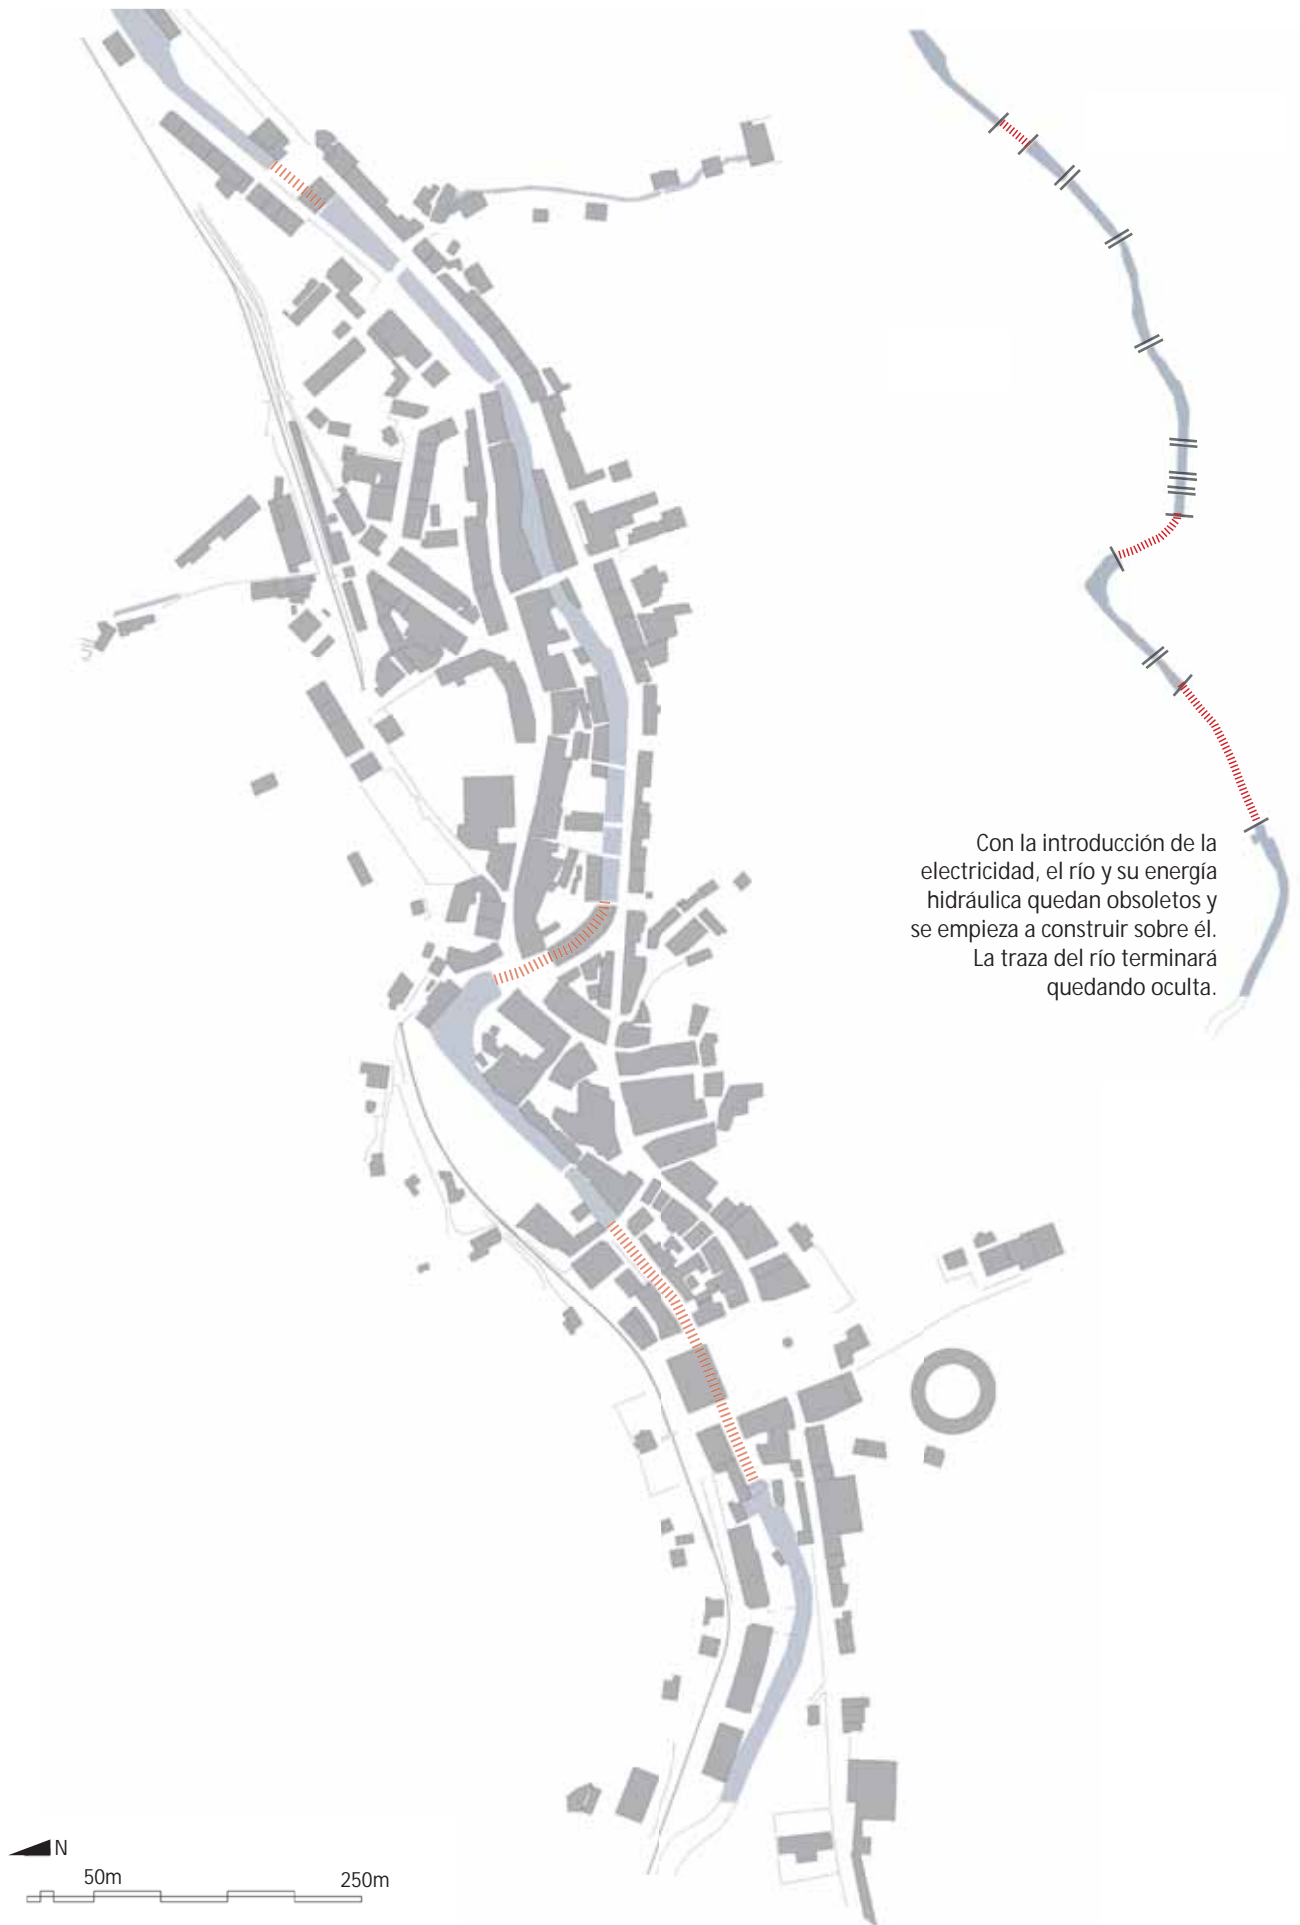 Con la introducción de la
electricidad, el río y su energía
hidráulica quedan obsoletos y
se empieza a construir sobre él.
La traza del río terminará
quedando oculta.
N
50m
250m